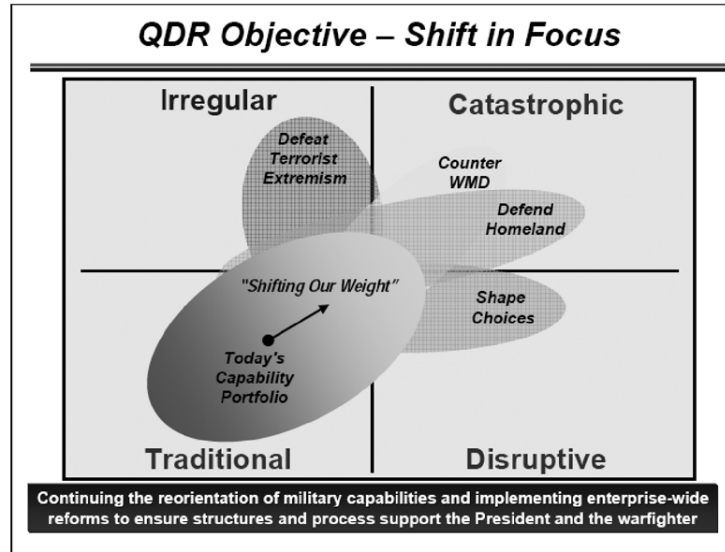 QDR Objective – Shift in Focus
Irregular
Catastrophic
Defeat
Terrorist
Extremism
Counter
WMD
Defend
Homeland
"Shifting Our Weight"
Shape
Choices
Today's
Capability
Portfolio
Traditional
Disruptive
Continuing the reorientation of military capabilities and implementing enterprise-wide
reforms to ensure structures and process support the President and the warfighter